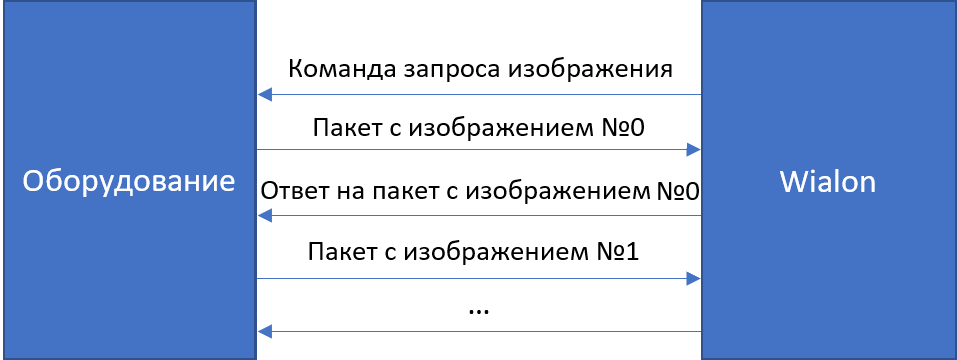 Команда запроса изображения
Пакет с изображением №0
Оборудование
Ответ на пакет с изображением №0
Wialon
Пакет с изображением №1
...